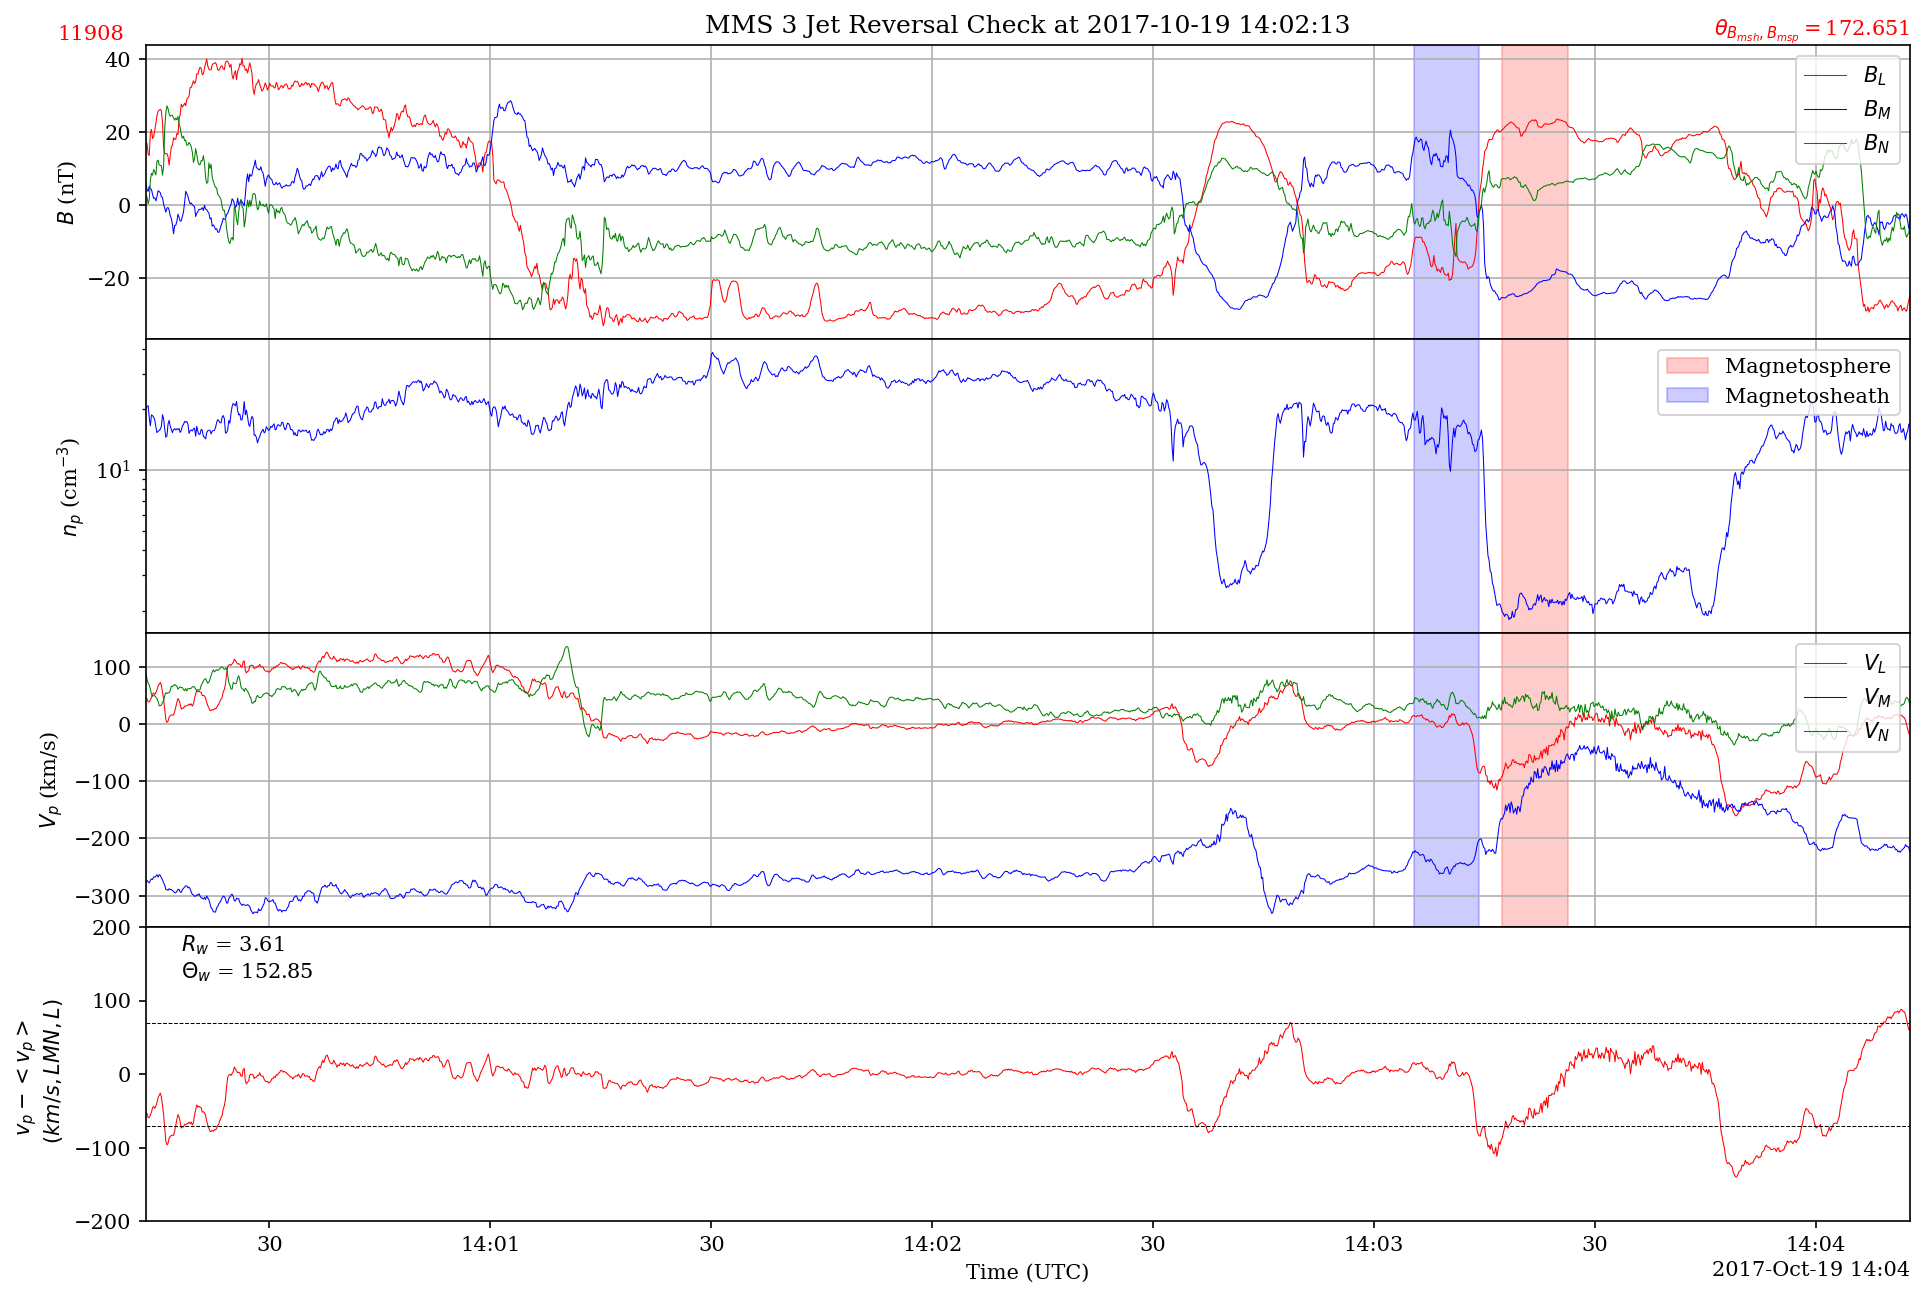 MMS 3 Jet Reversal Check at 2017-10-19 14:02:13
11908
θ_{B_{msh}, B_{msp}} = 172.651
40
20
0
−20
B (nT)
B_L
B_M
B_N
10^1
n_p (cm^{−3})
Magnetosphere
Magnetosheath
100
0
−100
−200
−300
V_p (km/s)
V_L
V_M
V_N
200
100
0
−100
−200
v_p − < v_p >
(km/s, LMN, L)
R_w = 3.61
Θ_w = 152.85
30
14:01
30
14:02
30
14:03
30
14:04
Time (UTC)
2017-Oct-19 14:04